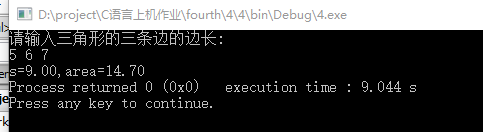 D:\project\C语言上机作业\fourth\4\4\bin\Debug\4.exe
请输入三角形的三条边的边长:
5 6 7
s=9.00,area=14.70
Process returned 0 (0x0)   execution time : 9.044 s
Press any key to continue.